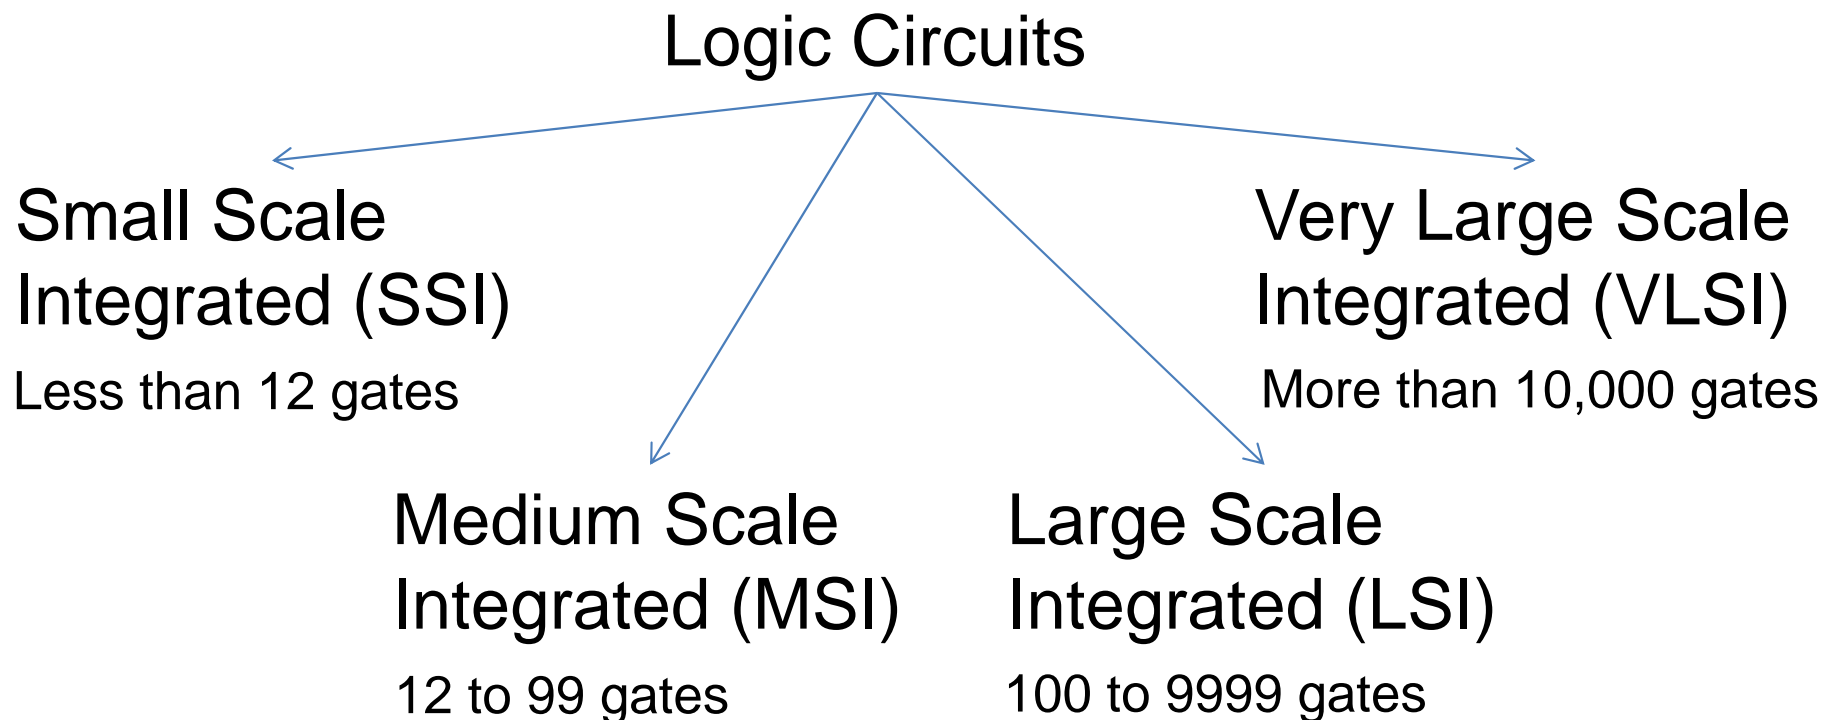 Logic Circuits
Small Scale
Integrated (SSI)
Less than 12 gates
Very Large Scale
Integrated (VLSI)
More than 10,000 gates
Medium Scale
Integrated (MSI)
12 to 99 gates
Large Scale
Integrated (LSI)
100 to 9999 gates